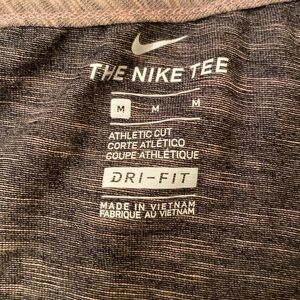 THE NIKE TEE
M M M
ATHLETIC CUT
CORTE ATLÉTICO
COUPE ATHLÉTIQUE
DRI-FIT
MADE IN VIETNAM
FABRIQUÉ AU VIETNAM